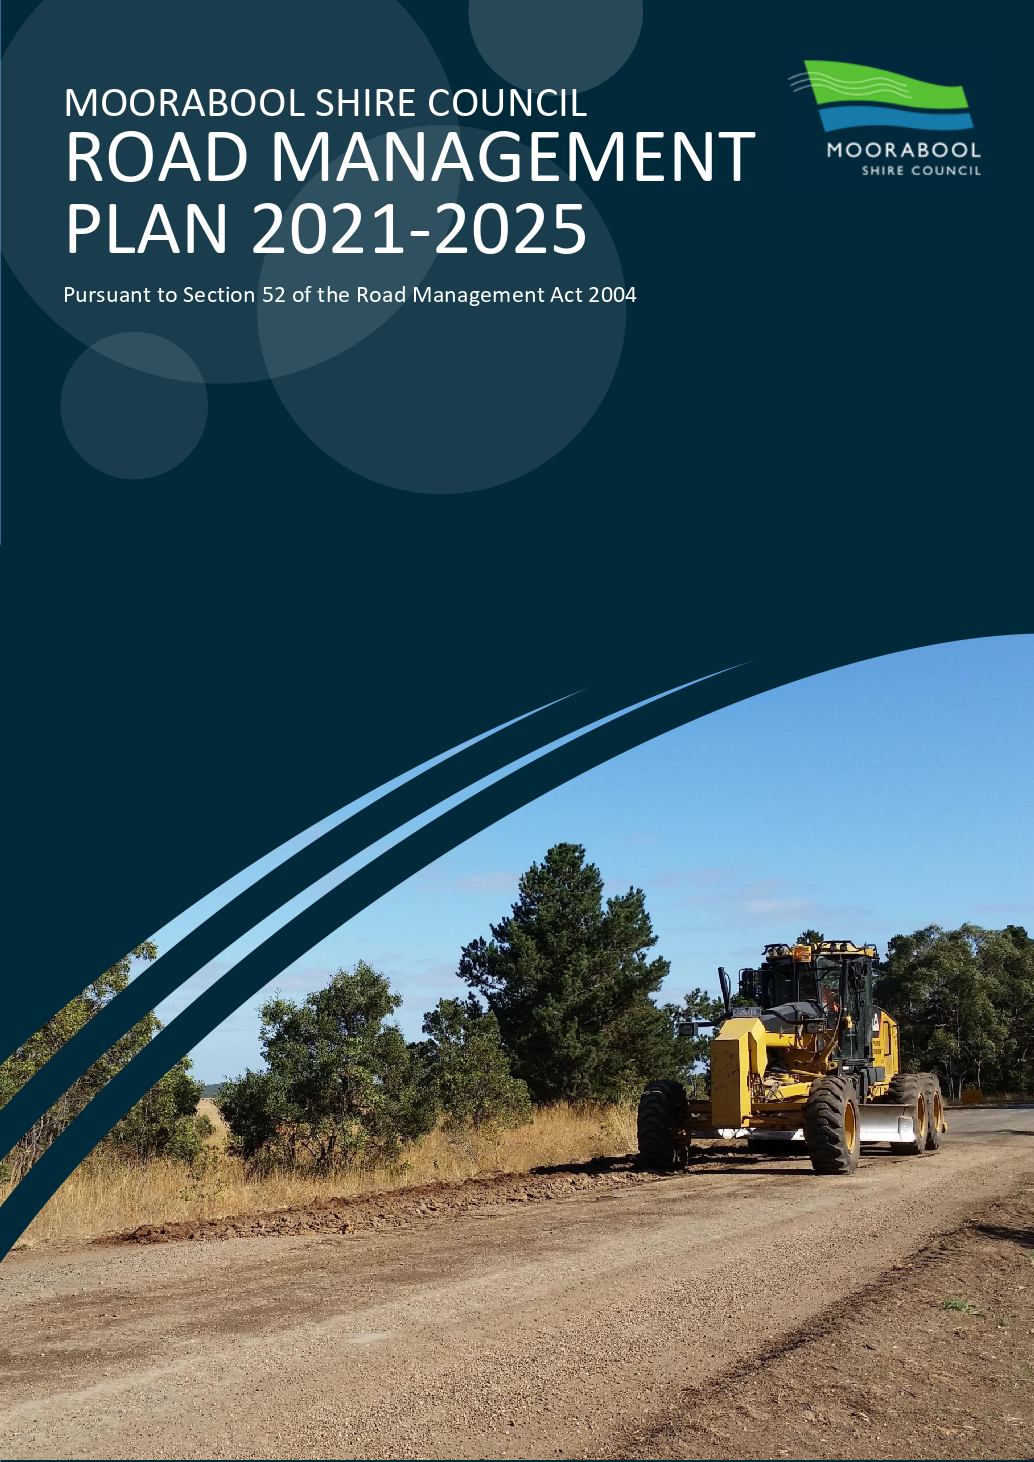 MOORABOOL SHIRE COUNCIL
ROAD MANAGEMENT
PLAN 2021-2025
Pursuant to Section 52 of the Road Management Act 2004
MOORABOOL
SHIRE COUNCIL